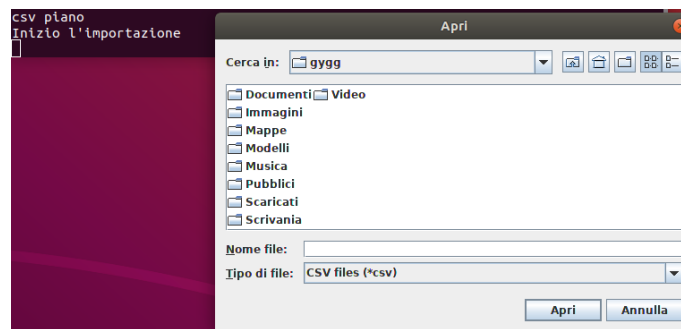 csv piano
Inizio l'importazione
Apri
Cerca in: gygg
Documenti Video
Immagini
Mappe
Modelli
Musica
Pubblici
Scaricati
Scrivania
Nome file:
Tipo di file: CSV files (*csv)
Apri Annulla